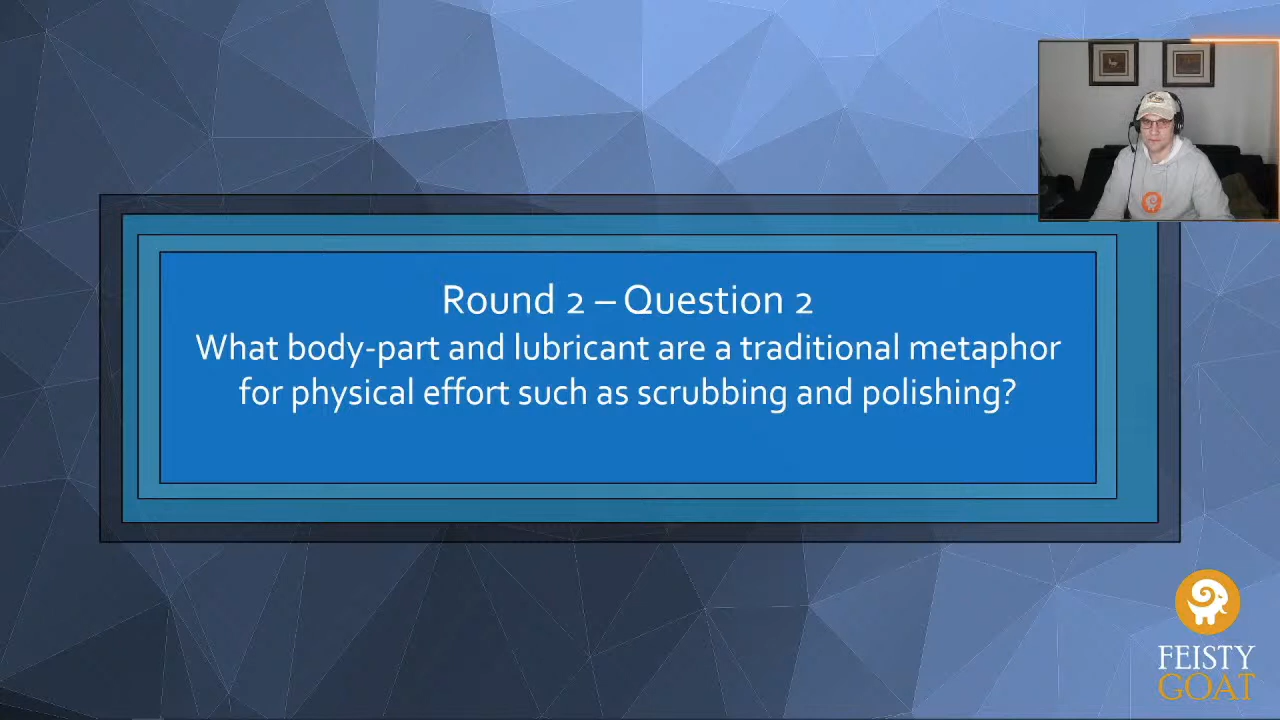 Round 2 – Question 2
What body-part and lubricant are a traditional metaphor
for physical effort such as scrubbing and polishing?
FEISTY
GOAT